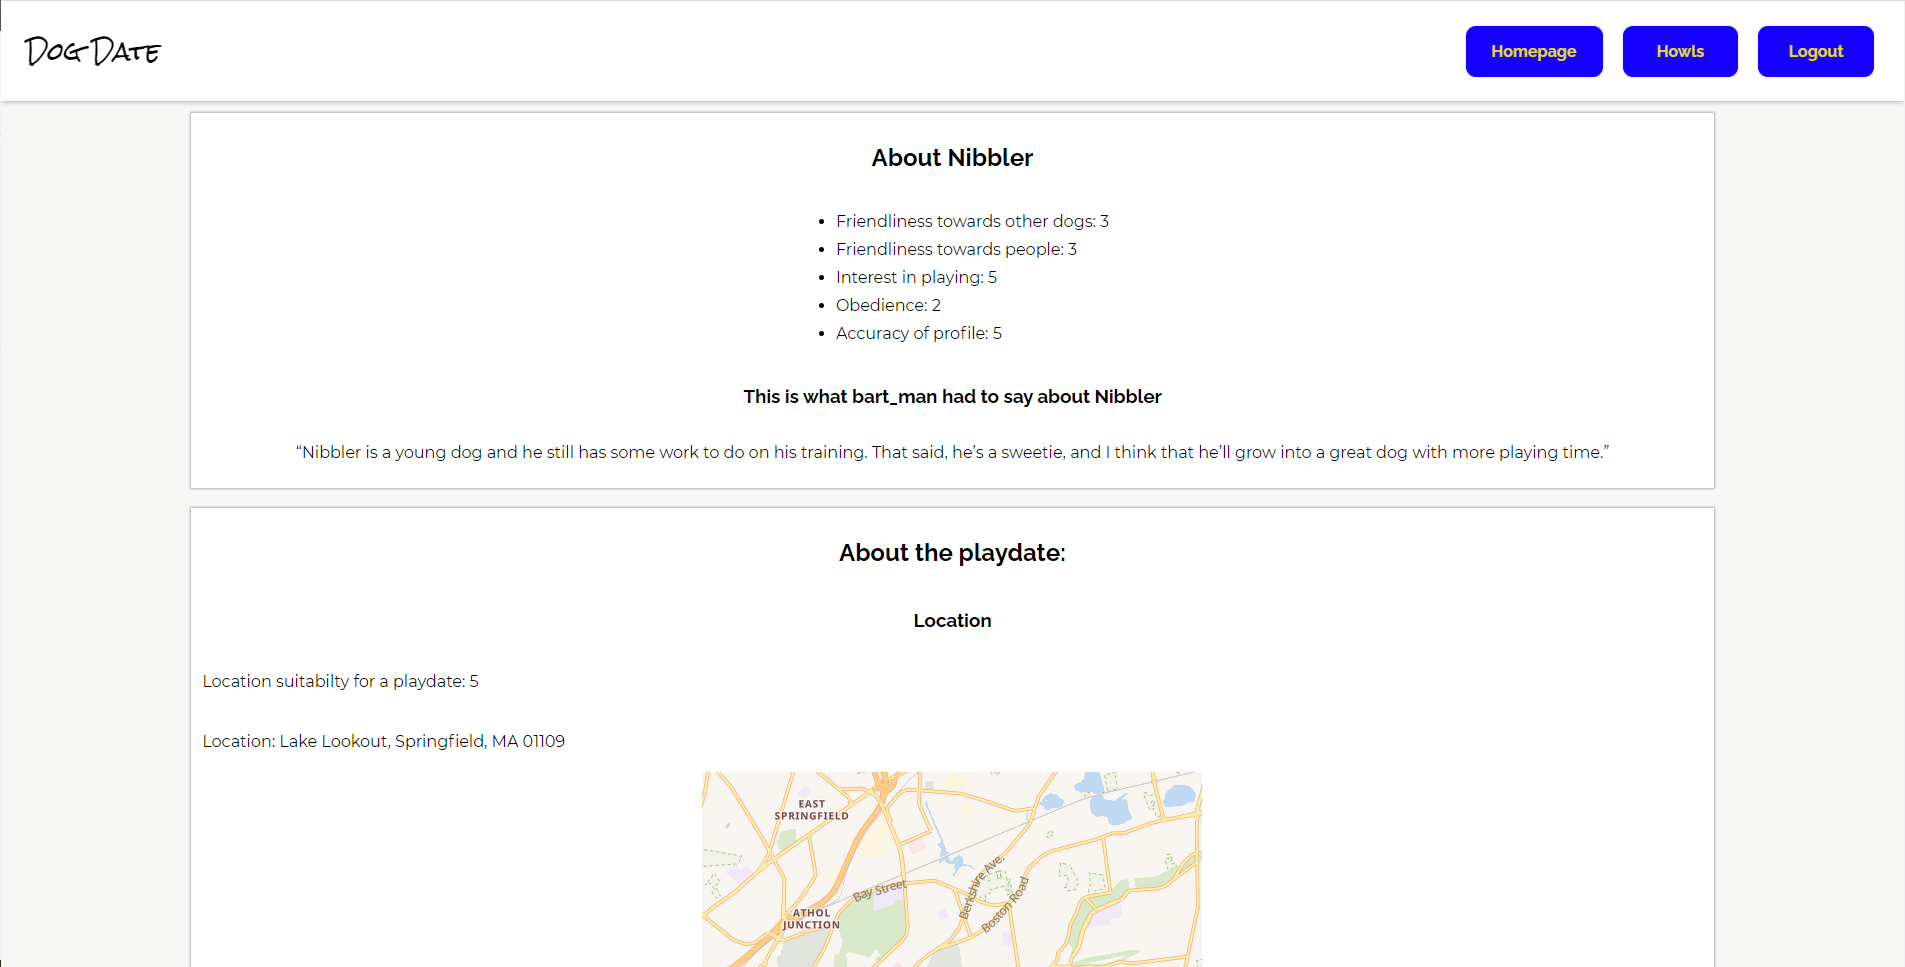 Dog Date
Homepage
Howls
Logout
About Nibbler
• Friendliness towards other dogs: 3
• Friendliness towards people: 3
• Interest in playing: 5
• Obedience: 2
• Accuracy of profile: 5
This is what bart_man had to say about Nibbler
“Nibbler is a young dog and he still has some work to do on his training. That said, he’s a sweetie, and I think that he’ll grow into a great dog with more playing time.”
About the playdate:
Location
Location suitabilty for a playdate: 5
Location: Lake Lookout, Springfield, MA 01109
EAST
SPRINGFIELD
Bay Street
Berkshire Ave.
Boston Road
ATHOL
JUNCTION